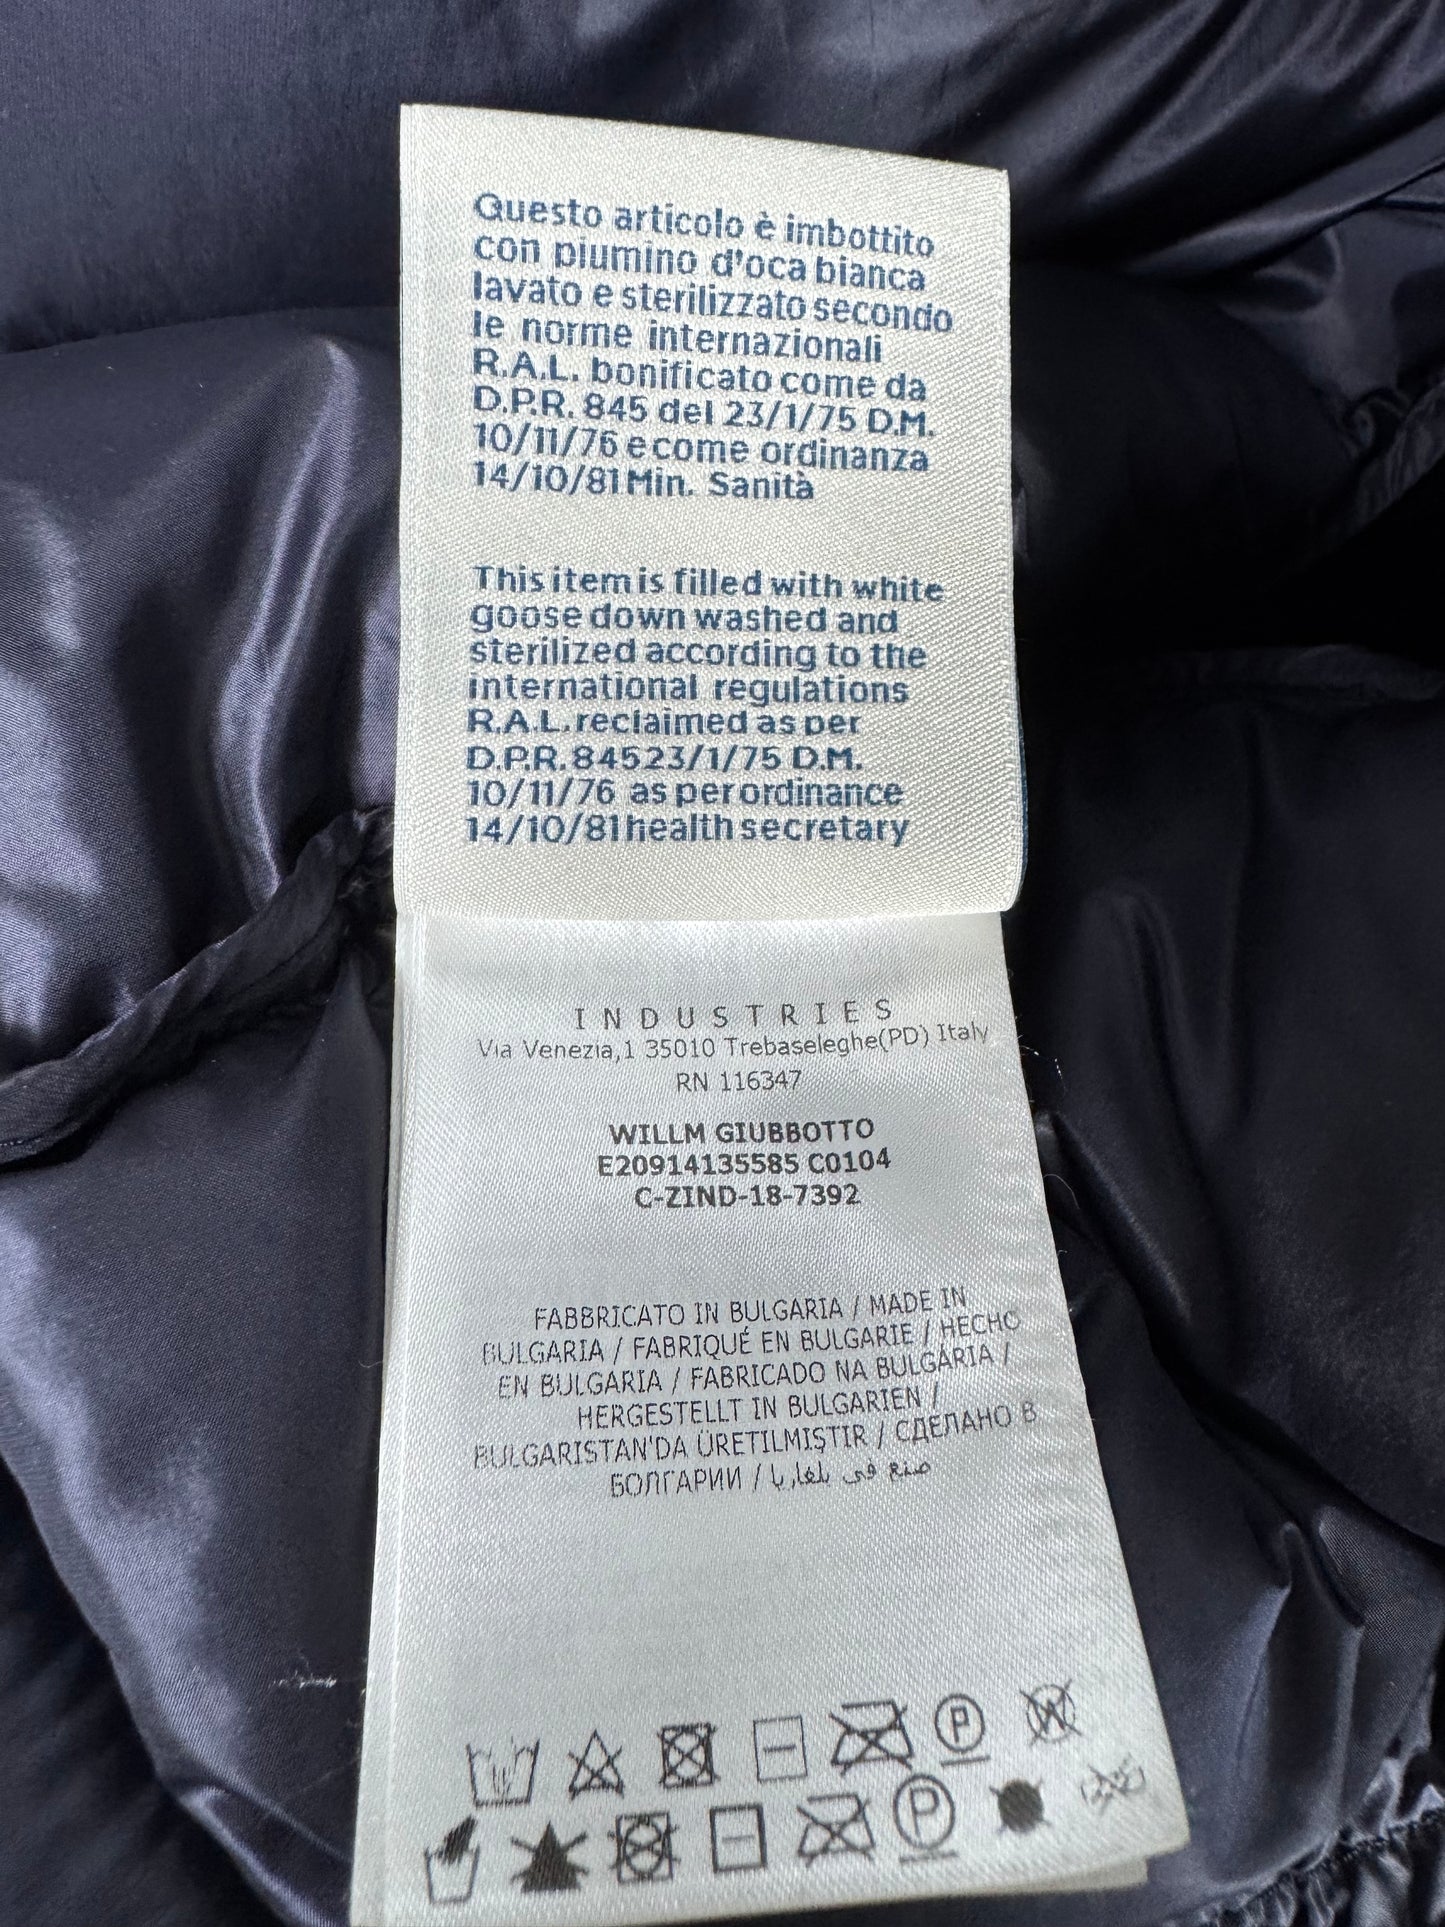 Questo articolo è imbottito
con piumino d'oca bianca
lavato e sterilizzato secondo
le norme internazionali
R.A.L. bonificato come da
D.P.R. 845 del 23/1/75 D.M.
10/11/76 e come ordinanza
14/10/81 Min. Sanità
This item is filled with white
goose down washed and
sterilized according to the
international regulations
R.A.L. reclaimed as per
D.P.R. 845 23/1/75 D.M.
10/11/76 as per ordinance
14/10/81 health secretary
INDUSTRIES
Via Venezia,1 35010 Trebaseleghe(PD) Italy
RN 116347
WILLM GIUBBOTTO
E20914135585 C0104
C-ZIND-18-7392
FABBRICATO IN BULGARIA / MADE IN
BULGARIA / FABRIQUÉ EN BULGARIE / HECHO
EN BULGARIA / FABRICADO NA BULGÁRIA /
HERGESTELLT IN BULGARIEN /
BULGARISTAN'DA ÜRETILMIŞTIR / СДЕЛАНО В
БОЛГАРИИ / صنع في بلغاريا
P W
P